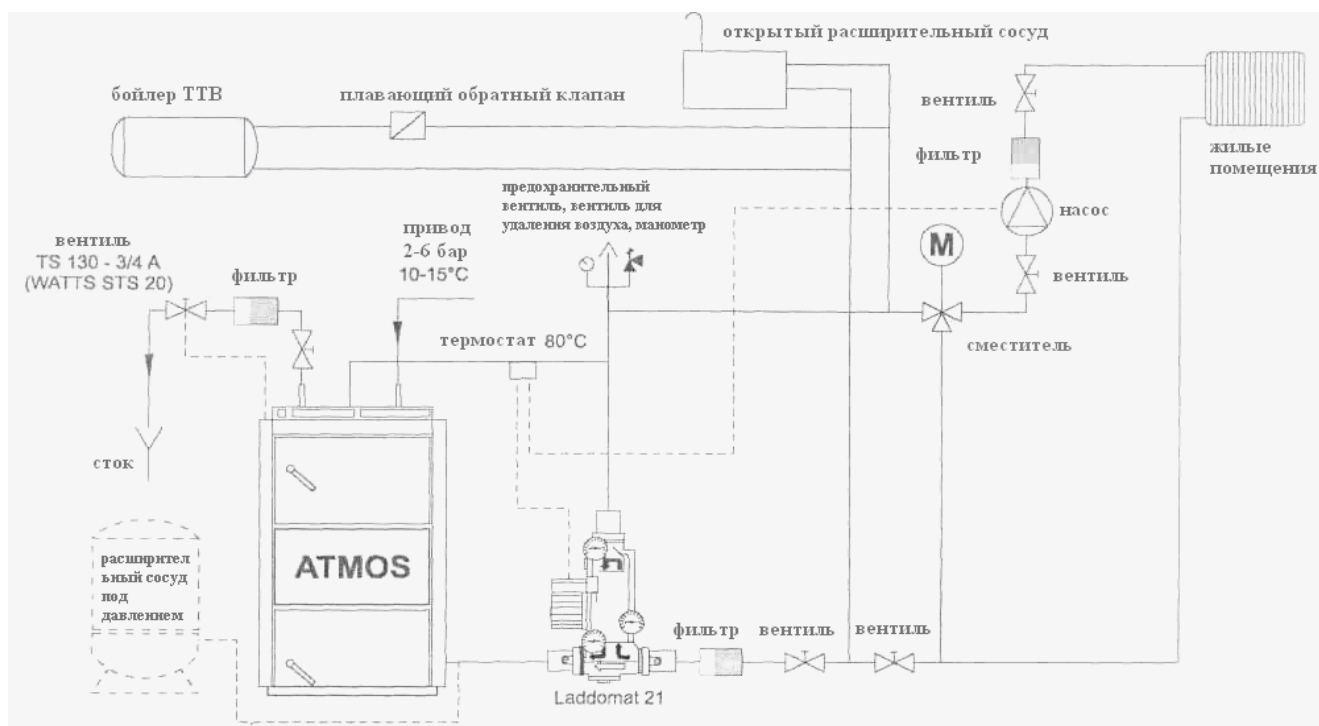 открытый расширительный сосуд
бойлер ТТВ
плавающий обратный клапан
вентиль
фильтр
жилые
помещения
предохранительный
вентиль, вентиль для
удаления воздуха, манометр
насос
вентиль
TS 130 - 3/4 A
(WATTS STS 20)
фильтр
привод
2-6 бар
10-15°C
M
вентиль
термостат 80°C
сместитель
сток
расширител
ьный сосуд
под
давлением
ATMOS
фильтр
вентиль
вентиль
Laddomat 21